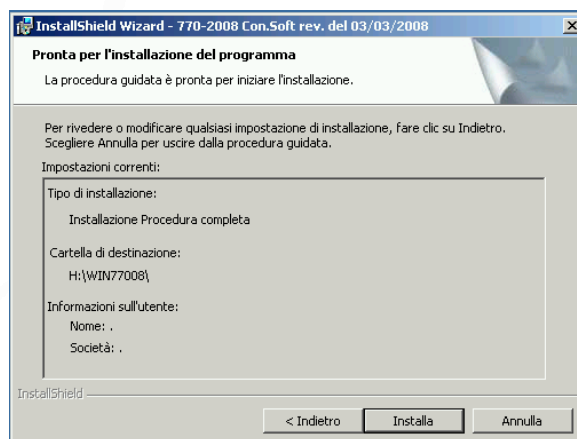 InstallShield Wizard - 770-2008 Con.Soft rev. del 03/03/2008
Pronta per l'installazione del programma
La procedura guidata è pronta per iniziare l'installazione.
Per rivedere o modificare qualsiasi impostazione di installazione, fare clic su Indietro.
Scegliere Annulla per uscire dalla procedura guidata.
Impostazioni correnti:
Tipo di installazione:
Installazione Procedura completa
Cartella di destinazione:
H:\WIN77008\
Informazioni sull'utente:
Nome: .
Società: .
InstallShield
< Indietro
Installa
Annulla